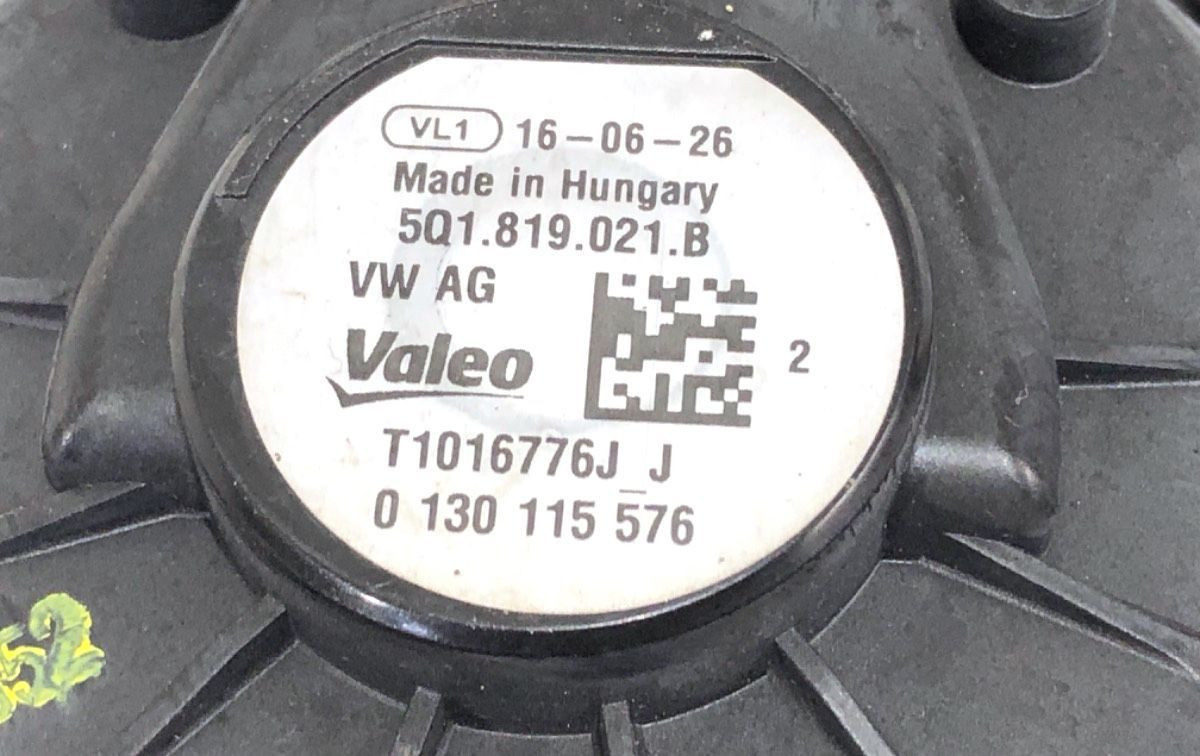 VL1 16-06-26
Made in Hungary
5Q1.819.021.B
VW AG
2
Valeo
T1016776J_J
0 130 115 576
52